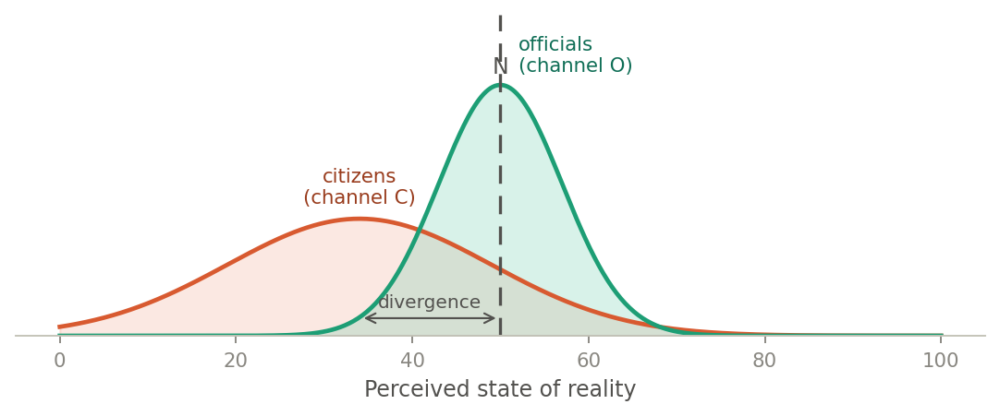 officials
N
(channel O)
citizens
(channel C)
divergence
0 20 40 60 80 100
Perceived state of reality